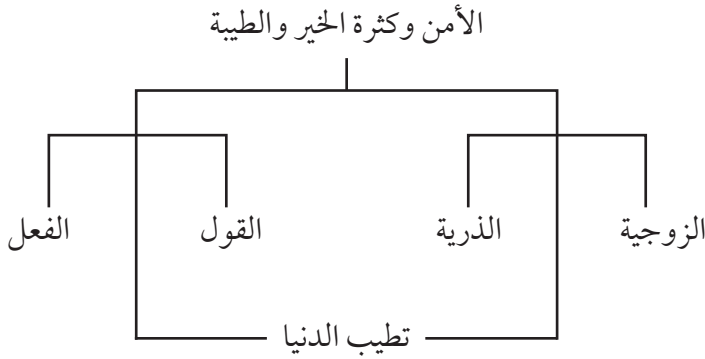 الأمن وكثرة الخير والطيبة
الزوجية الذرية القول الفعل
تطيب الدنيا